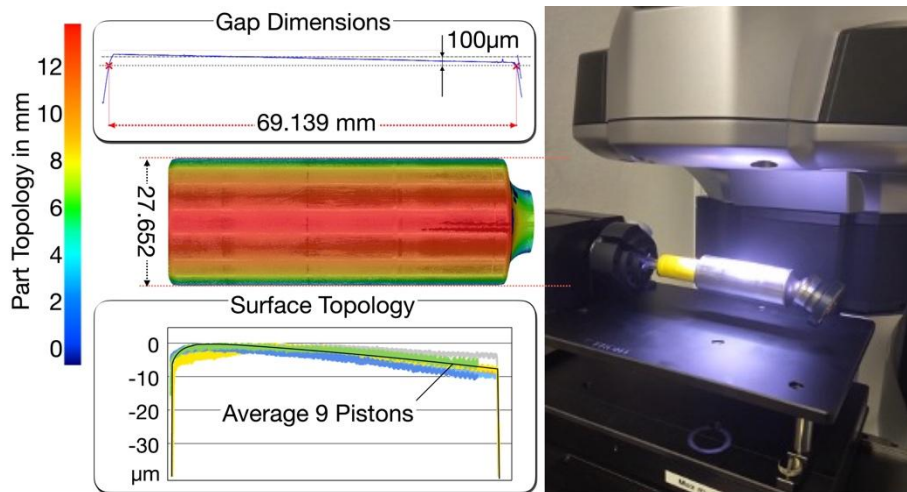 Part Topology in mm
12
10
8
6
4
2
0
Gap Dimensions
100µm
69.139 mm
27.652
Surface Topology
0
-10
-20
-30
µm
Average 9 Pistons